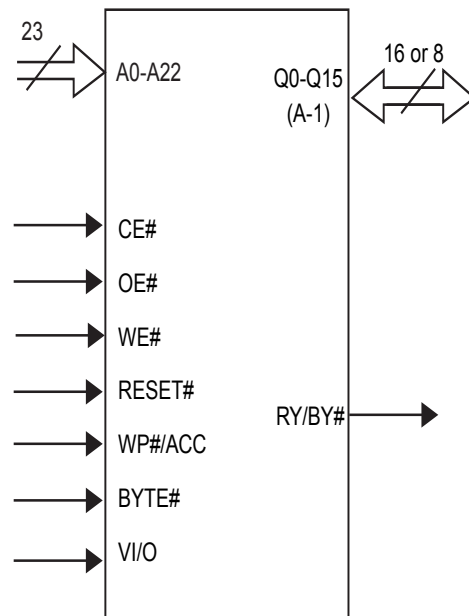 23
16 or 8
A0-A22
Q0-Q15
(A-1)
CE#
OE#
WE#
RESET#
RY/BY#
WP#/ACC
BYTE#
VI/O